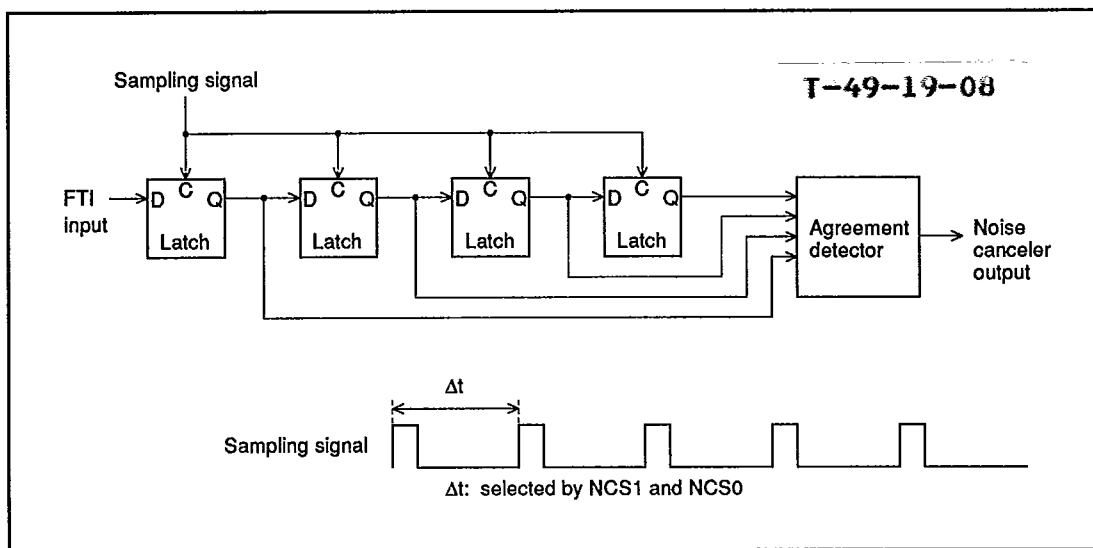 Sampling signal
T-49-19-08
FTI
input
D C Q
Latch
D C Q
Latch
D C Q
Latch
D C Q
Latch
Agreement
detector
Noise
canceler
output
Δt
Sampling signal
Δt: selected by NCS1 and NCS0